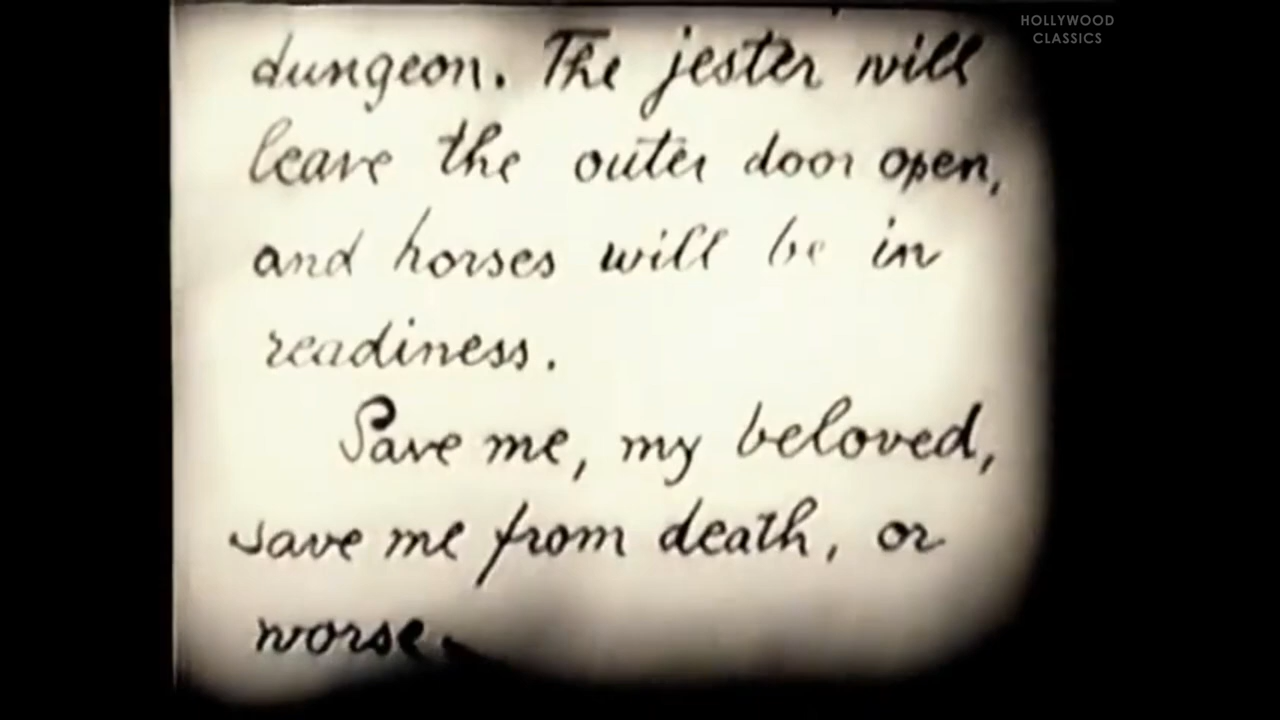 HOLLYWOOD
CLASSICS
dungeon. The jester will
leave the outer door open,
and horses will be in
readiness.
Save me, my beloved,
save me from death, or
worse.